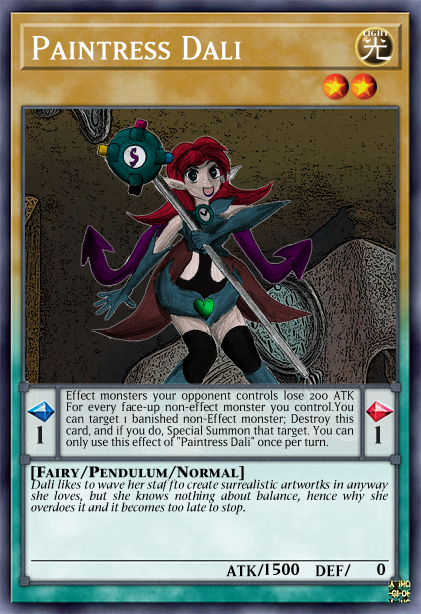 PAINTRESS DALI
LIGHT
光
Effect monsters your opponent controls lose 200 ATK
For every face-up non-effect monster you control.You
can target 1 banished non-Effect monster; Destroy this
card, and if you do, Special Summon that target. You can
only use this effect of "Paintress Dali" once per turn.
1
1
[FAIRY/PENDULUM/NORMAL]
Dali likes to wave her staf fto create surrealistic artwortks in anyway
she loves, but she knows nothing about balance, hence why she
overdoes it and it becomes too late to stop.
ATK/1500 DEF/ 0